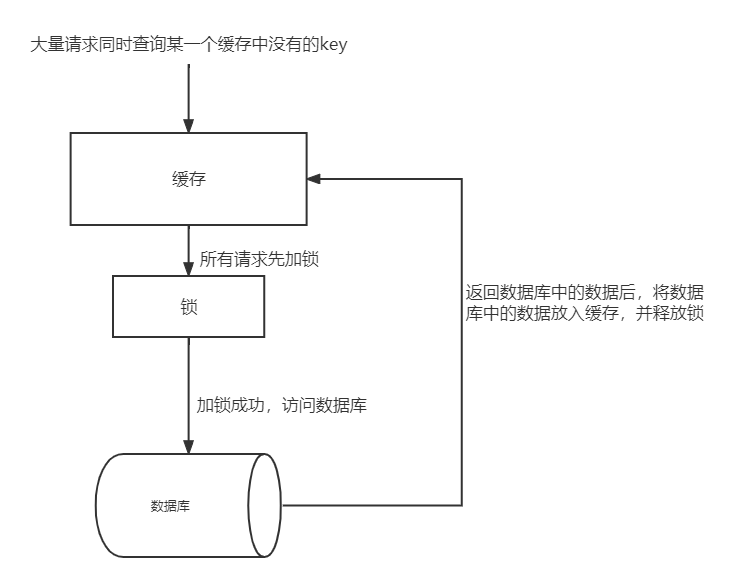 大量请求同时查询某一个缓存中没有的key
缓存
所有请求先加锁
锁
返回数据库中的数据后，将数据
库中的数据放入缓存，并释放锁
加锁成功，访问数据库
数据库